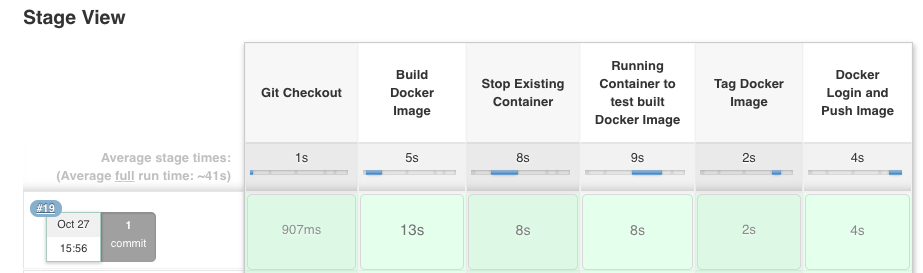 Stage View
Git Checkout
Build
Docker
Image
Stop Existing
Container
Running
Container to
test built
Docker Image
Tag Docker
Image
Docker
Login and
Push Image
Average stage times:
(Average full run time: ~41s)
1s
5s
8s
9s
2s
4s
#19
Oct 27
15:56
1
commit
907ms
13s
8s
8s
2s
4s